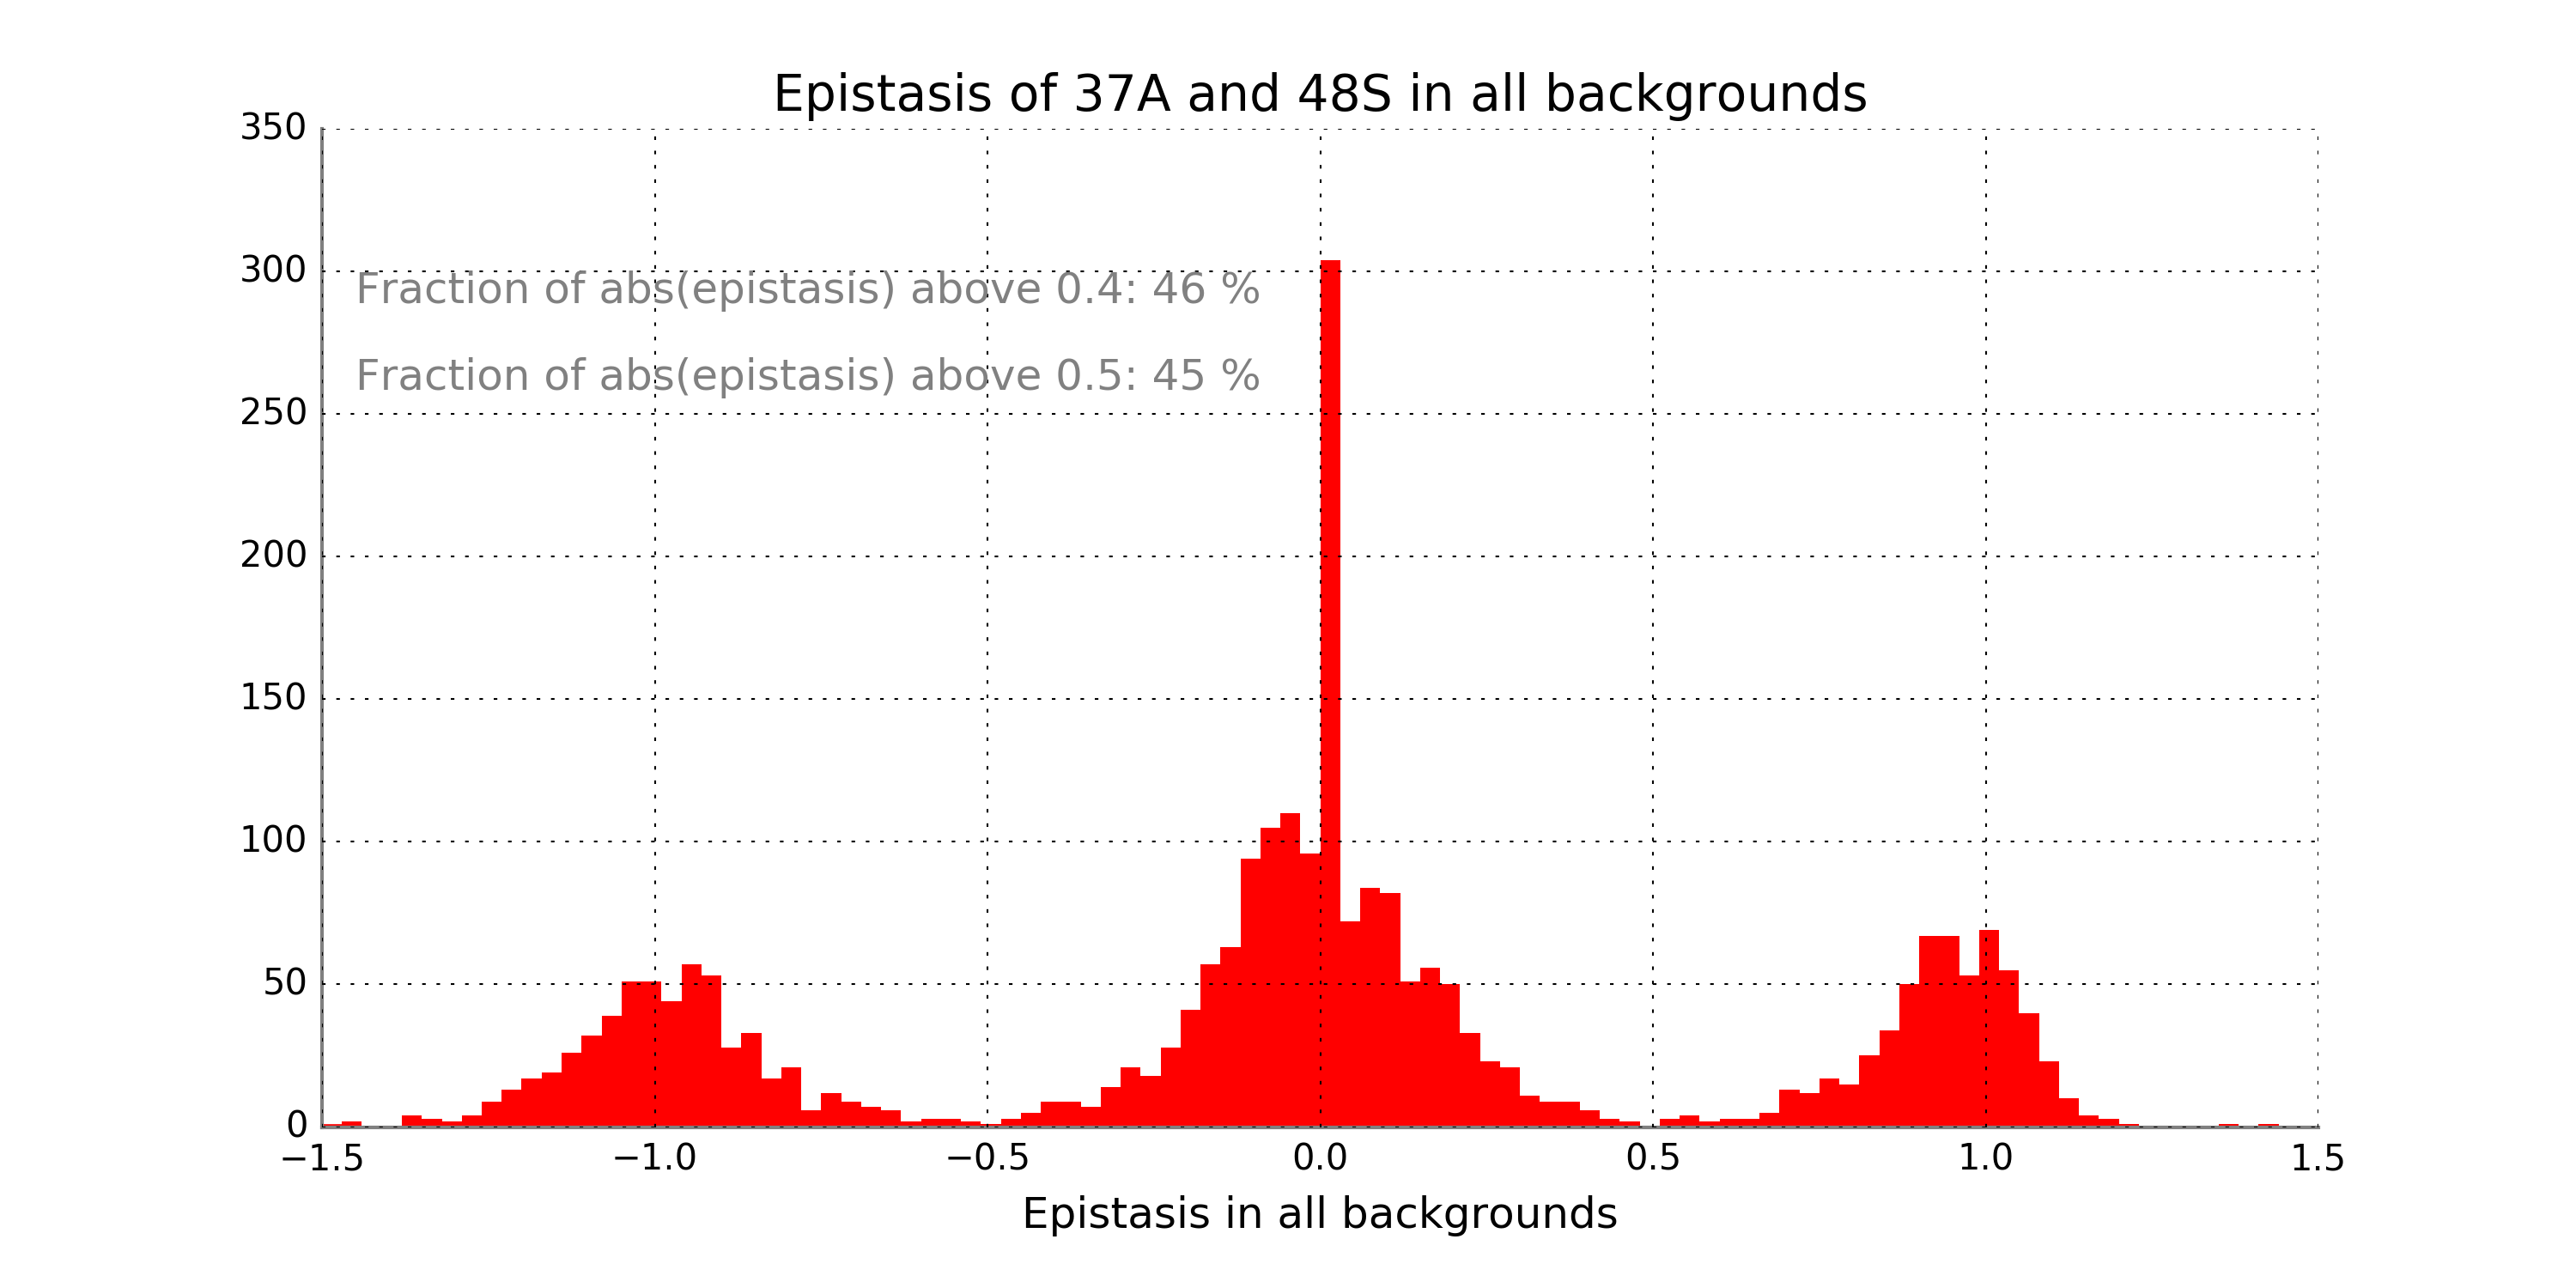 Epistasis of 37A and 48S in all backgrounds
350
300
Fraction of abs(epistasis) above 0.4: 46 %
Fraction of abs(epistasis) above 0.5: 45 %
250
200
150
100
50
0
−1.5 −1.0 −0.5 0.0 0.5 1.0 1.5
Epistasis in all backgrounds